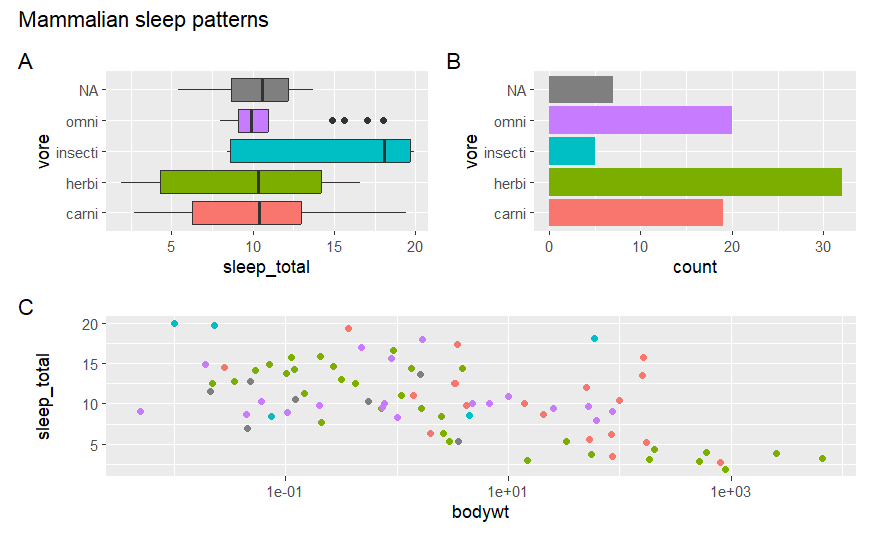 Mammalian sleep patterns
A
vore
NA
omni
insecti
herbi
carni
5 10 15 20
sleep_total
B
vore
NA
omni
insecti
herbi
carni
0 10 20 30
count
C
sleep_total
20
15
10
5
1e-01 1e+01 1e+03
bodywt